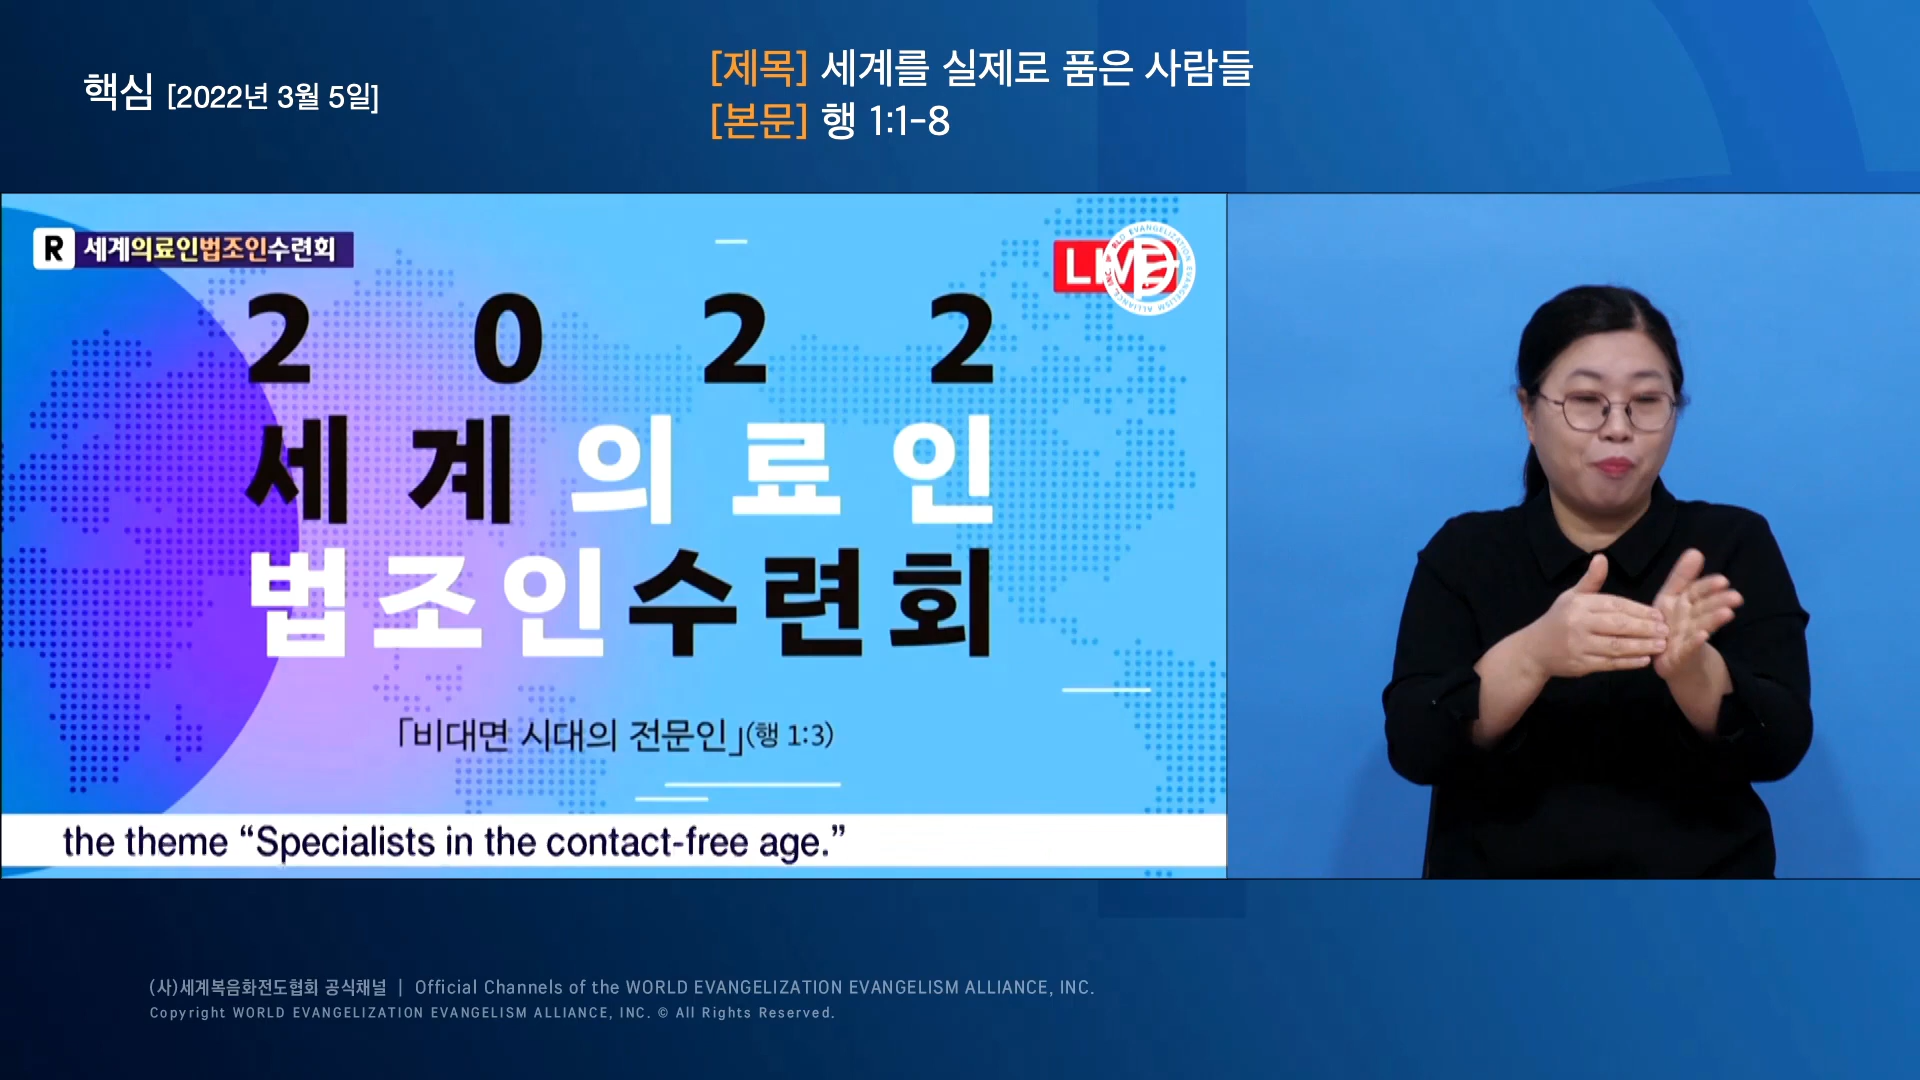 핵심 [2022년 3월 5일]
[제목] 세계를 실제로 품은 사람들
[본문] 행 1:1-8
R 세계의료인법조인수련회
LIVE
2 0 2 2
세계의료인
법조인수련회
「비대면 시대의 전문인」(행 1:3)
the theme “Specialists in the contact-free age.”
(사)세계복음화전도협회 공식채널 | Official Channels of the WORLD EVANGELIZATION EVANGELISM ALLIANCE, INC.
Copyright WORLD EVANGELIZATION EVANGELISM ALLIANCE, INC. © All Rights Reserved.